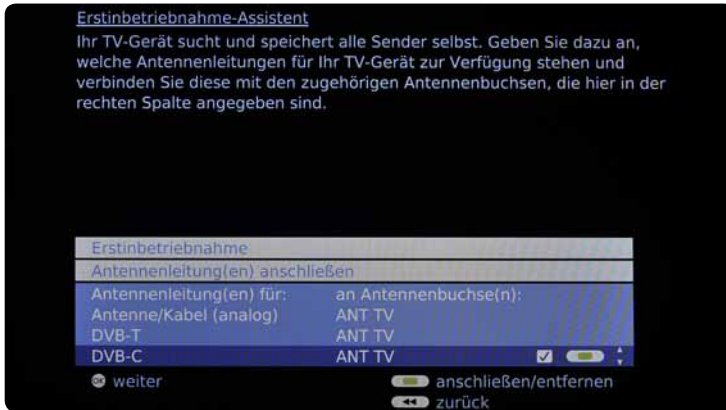 Erstinbetriebnahme-Assistent
Ihr TV-Gerät sucht und speichert alle Sender selbst. Geben Sie dazu an,
welche Antennenleitungen für Ihr TV-Gerät zur Verfügung stehen und
verbinden Sie diese mit den zugehörigen Antennenbuchsen, die hier in der
rechten Spalte angegeben sind.
Erstinbetriebnahme
Antennenleitung(en) anschließen
Antennenleitung(en) für: an Antennenbuchse(n):
Antenne/Kabel (analog) ANT TV
DVB-T ANT TV
DVB-C ANT TV
OK weiter anschließen/entfernen
zurück